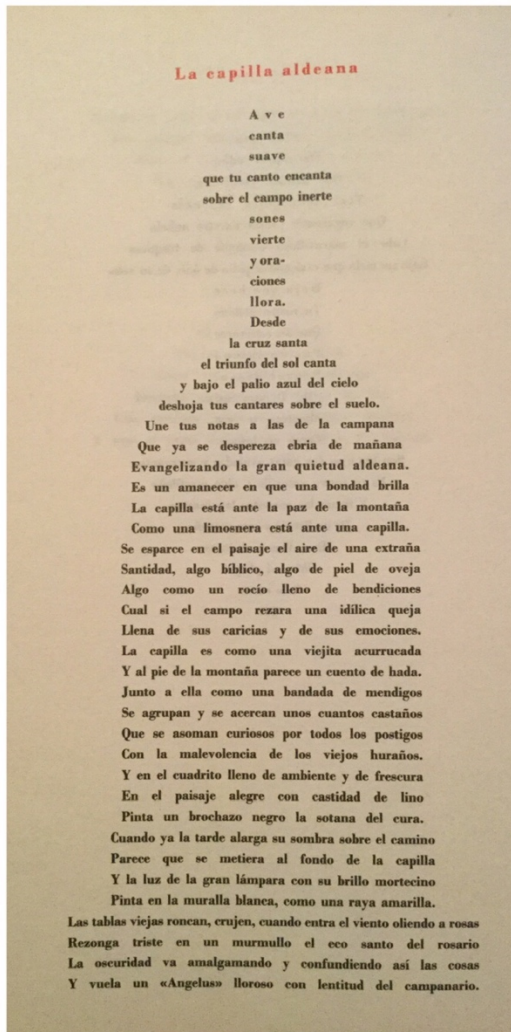 La capilla aldeana
Ave
canta
suave
que tu canto encanta
sobre el campo inerte
sones
vierte
y ora-
ciones
llora.
Desde
la cruz santa
el triunfo del sol canta
y bajo el palio azul del cielo
deshoja tus cantares sobre el suelo.
Une tus notas a las de la campana
Que ya se despereza ebria de mañana
Evangelizando la gran quietud aldeana.
Es un amanecer en que una bondad brilla
La capilla está ante la paz de la montaña
Como una limosnera está ante una capilla.
Se esparce en el paisaje el aire de una extraña
Santidad, algo bíblico, algo de piel de oveja
Algo como un rocío lleno de bendiciones
Cual si el campo rezara una idílica queja
Llena de sus caricias y de sus emociones.
La capilla es como una viejita acurrucada
Y al pie de la montaña parece un cuento de hada.
Junto a ella como una bandada de mendigos
Se agrupan y se acercan unos cuantos castaños
Que se asoman curiosos por todos los postigos
Con la malevolencia de los viejos huraños.
Y en el cuadrito lleno de ambiente y de frescura
En el paisaje alegre con castidad de lino
Pinta un brochazo negro la sotana del cura.
Cuando ya la tarde alarga su sombra sobre el camino
Parece que se metiera al fondo de la capilla
Y la luz de la gran lámpara con su brillo mortecino
Pinta en la muralla blanca, como una raya amarilla.
Las tablas viejas roncan, crujen, cuando entra el viento oliendo a rosas
Rezonga triste en un murmullo el eco santo del rosario
La oscuridad va amalgamando y confundiendo así las cosas
Y vuela un «Angelus» lloroso con lentitud del campanario.